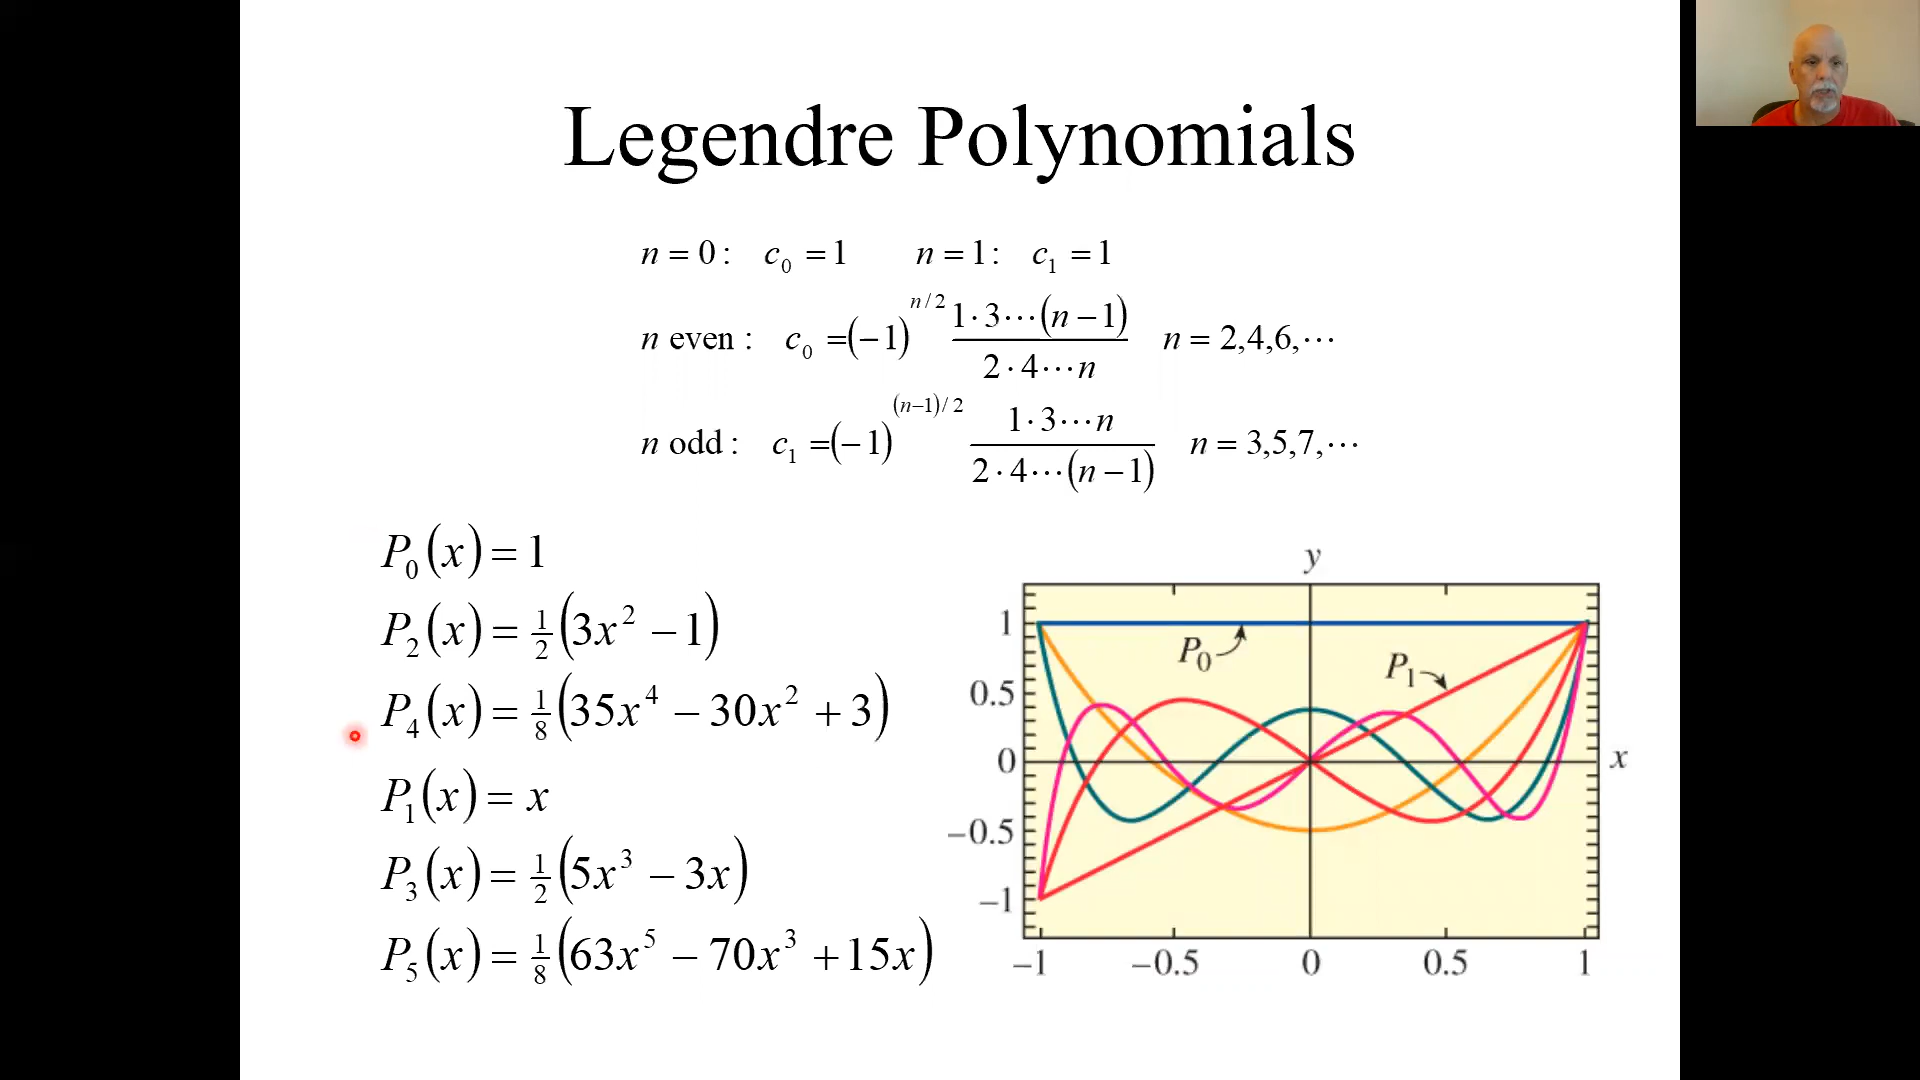 Legendre Polynomials
n = 0 : c₀ = 1 n = 1 : c₁ = 1
n even : c₀ = (−1)^(n/2) (1·3⋯(n−1))/(2·4⋯n) n = 2,4,6,⋯
n odd : c₁ = (−1)^((n−1)/2) (1·3⋯n)/(2·4⋯(n−1)) n = 3,5,7,⋯
P₀(x) = 1
P₂(x) = ½(3x² − 1)
P₄(x) = ⅛(35x⁴ − 30x² + 3)
P₁(x) = x
P₃(x) = ½(5x³ − 3x)
P₅(x) = ⅛(63x⁵ − 70x³ + 15x)
y
1
P₀
P₁
0.5
0
x
−0.5
−1
−1 −0.5 0 0.5 1